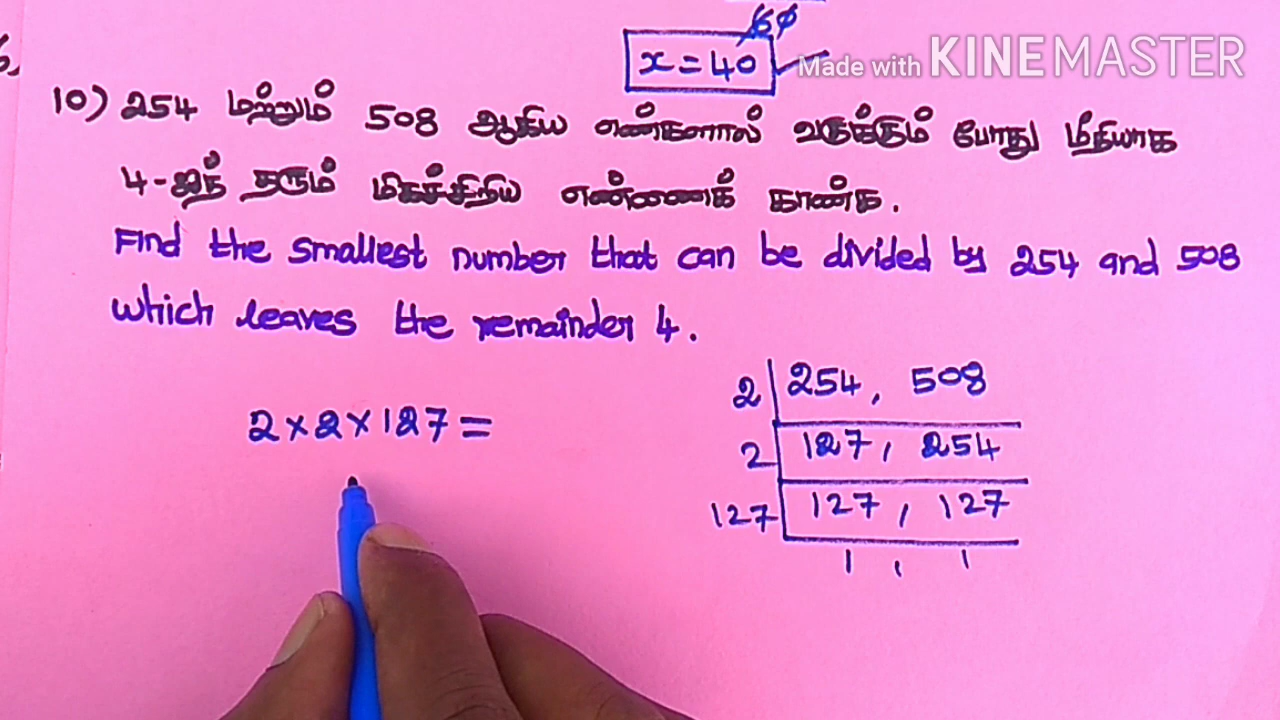 6φ
x = 40
Made with KINEMASTER
10) 254 மற்றும் 508 ஆகிய எண்களால் வகுக்கும் போது மீதியாக
4-ஐத் தரும் மிகச்சிறிய எண்ணைக் காண்க.
Find the smallest number that can be divided by 254 and 508
which leaves the remainder 4.
2 × 2 × 127 =
2 254, 508
2 127, 254
127 127, 127
1, 1